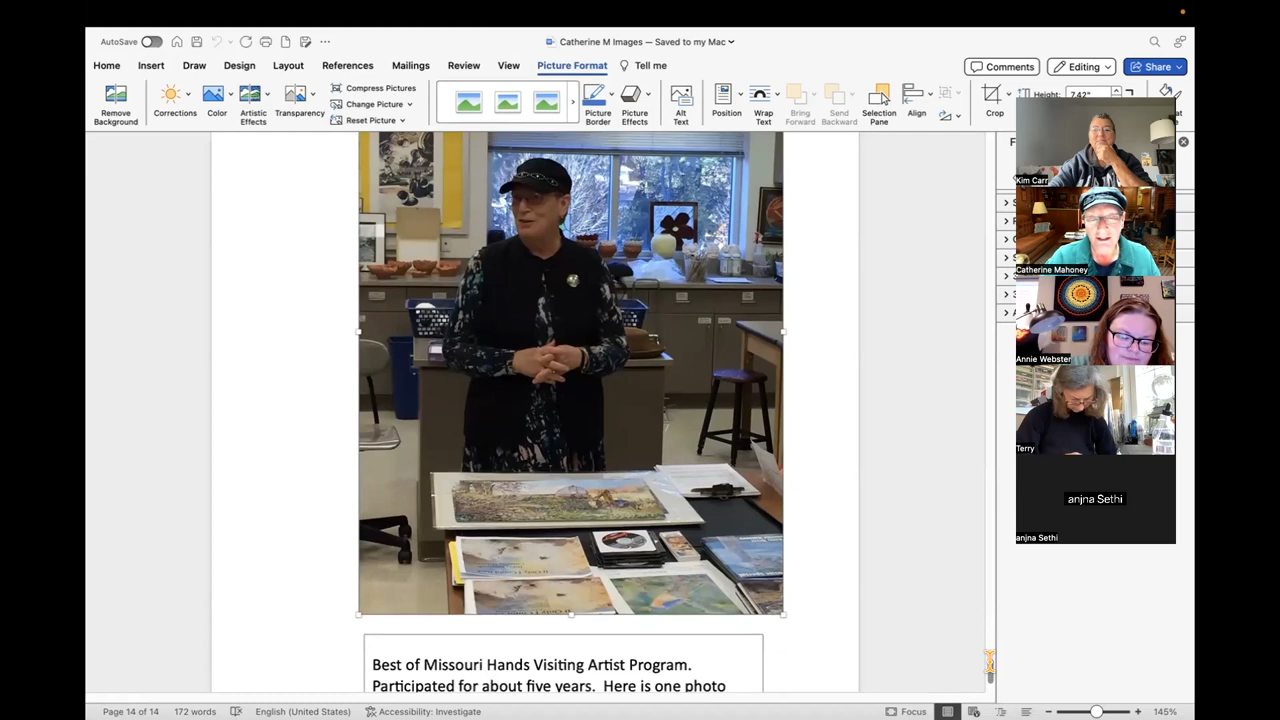 AutoSave
Catherine M Images — Saved to my Mac
Home Insert Draw Design Layout References Mailings Review View Picture Format Tell me
Comments Editing Share
Remove Background
Corrections
Color
Artistic Effects
Transparency
Compress Pictures
Change Picture
Reset Picture
Picture Border
Picture Effects
Alt Text
Position
Wrap Text
Bring Forward
Send Backward
Selection Pane
Align
Crop
Height: 7.42"
Kim Carr
Catherine Mahoney
Annie Webster
Terry
anjna Sethi
anjna Sethi
Best of Missouri Hands Visiting Artist Program.
Participated for about five years. Here is one photo
Page 14 of 14 172 words English (United States) Accessibility: Investigate Focus 145%